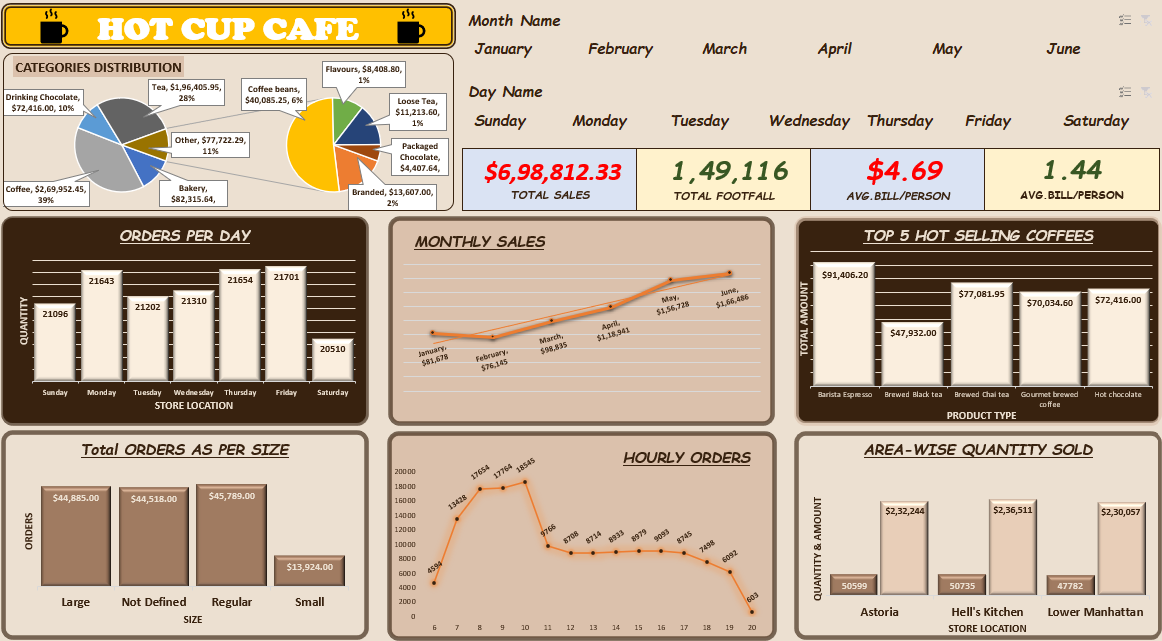 HOT CUP CAFE
CATEGORIES DISTRIBUTION
Drinking Chocolate,
$72,416.00, 10%
Tea, $1,96,405.95,
28%
Other, $77,722.29,
11%
Bakery,
$82,315.64,
Coffee, $2,69,952.45,
39%
Coffee beans,
$40,085.25, 6%
Flavours, $8,408.80,
1%
Loose Tea,
$11,213.60,
1%
Packaged
Chocolate,
$4,407.64,
Branded, $13,607.00,
2%
Month Name
January February March April May June
Day Name
Sunday Monday Tuesday Wednesday Thursday Friday Saturday
$6,98,812.33
TOTAL SALES
1,49,116
TOTAL FOOTFALL
$4.69
AVG.BILL/PERSON
1.44
AVG.BILL/PERSON
ORDERS PER DAY
QUANTITY
21096
21643
21202
21310
21654
21701
20510
Sunday Monday Tuesday Wednesday Thursday Friday Saturday
STORE LOCATION
MONTHLY SALES
January,
$81,678
February,
$76,145
March,
$98,835
April,
$1,18,941
May,
$1,56,728
June,
$1,66,486
TOP 5 HOT SELLING COFFEES
TOTAL AMOUNT
$91,406.20
$47,932.00
$77,081.95
$70,034.60
$72,416.00
Barista Espresso Brewed Black tea Brewed Chai tea Gourmet brewed coffee Hot chocolate
PRODUCT TYPE
Total ORDERS AS PER SIZE
ORDERS
$44,885.00
$44,518.00
$45,789.00
$13,924.00
Large Not Defined Regular Small
SIZE
HOURLY ORDERS
20000
18000
16000
14000
12000
10000
8000
6000
4000
2000
0
4594
13428
17654
17764
18545
9766
8708
8714
8933
8979
9093
8745
7498
6092
603
6 7 8 9 10 11 12 13 14 15 16 17 18 19 20
AREA-WISE QUANTITY SOLD
QUANTITY & AMOUNT
50599
$2,32,244
50735
$2,36,511
47782
$2,30,057
Astoria Hell's Kitchen Lower Manhattan
STORE LOCATION